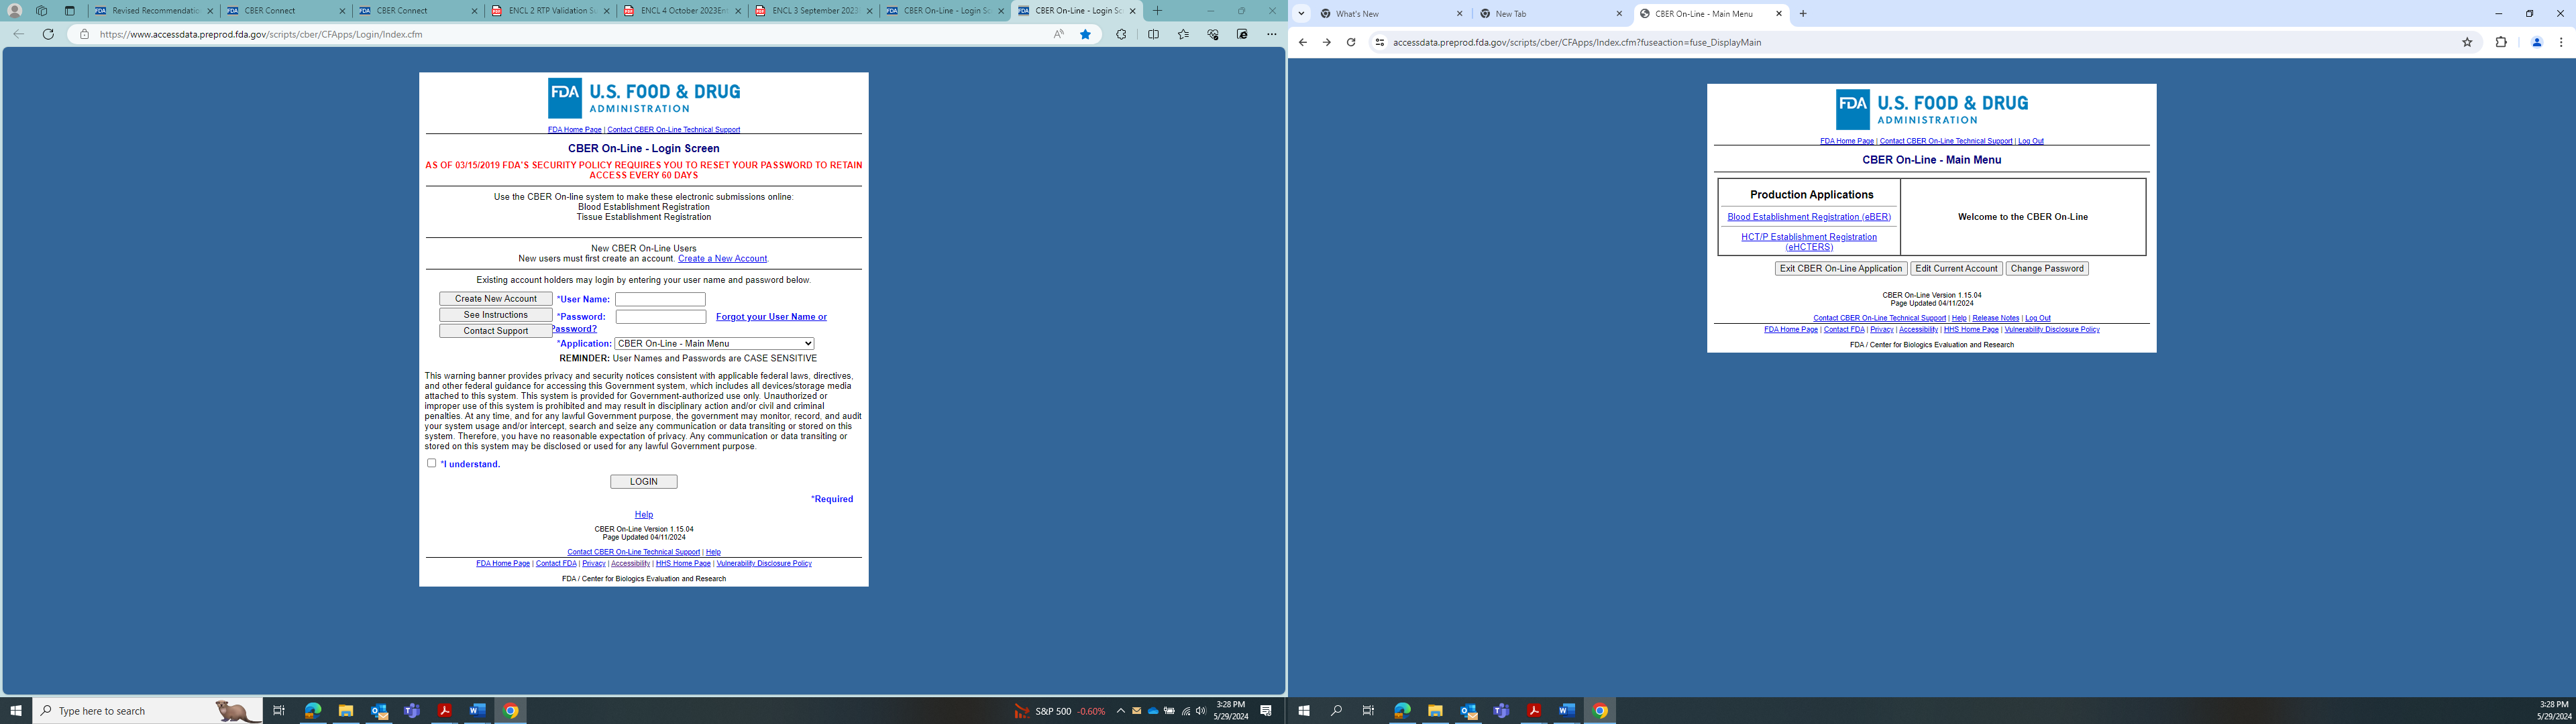 Revised Recommendatio
CBER Connect
CBER Connect
ENCL 2 RTP Validation S
ENCL 4 October 2023En
ENCL 3 September 2023
CBER On-Line - Login Sc
CBER On-Line - Login Sc
https://www.accessdata.preprod.fda.gov/scripts/cber/CFApps/Login/Index.cfm
FDA U.S. FOOD & DRUG
ADMINISTRATION
FDA Home Page | Contact CBER On-Line Technical Support
CBER On-Line - Login Screen
AS OF 03/15/2019 FDA'S SECURITY POLICY REQUIRES YOU TO RESET YOUR PASSWORD TO RETAIN
ACCESS EVERY 60 DAYS
Use the CBER On-line system to make these electronic submissions online:
Blood Establishment Registration
Tissue Establishment Registration
New CBER On-Line Users
New users must first create an account. Create a New Account.
Existing account holders may login by entering your user name and password below.
Create New Account
See Instructions
Contact Support
*User Name:
*Password: Forgot your User Name or
Password?
*Application: CBER On-Line - Main Menu
REMINDER: User Names and Passwords are CASE SENSITIVE
This warning banner provides privacy and security notices consistent with applicable federal laws, directives,
and other federal guidance for accessing this Government system, which includes all devices/storage media
attached to this system. This system is provided for Government-authorized use only. Unauthorized or
improper use of this system is prohibited and may result in disciplinary action and/or civil and criminal
penalties. At any time, and for any lawful Government purpose, the government may monitor, record, and audit
your system usage and/or intercept, search and seize any communication or data transiting or stored on this
system. Therefore, you have no reasonable expectation of privacy. Any communication or data transiting or
stored on this system may be disclosed or used for any lawful Government purpose.
*I understand.
LOGIN
*Required
Help
CBER On-Line Version 1.15.04
Page Updated 04/11/2024
Contact CBER On-Line Technical Support | Help
FDA Home Page | Contact FDA | Privacy | Accessibility | HHS Home Page | Vulnerability Disclosure Policy
FDA / Center for Biologics Evaluation and Research
Type here to search
S&P 500 -0.60%
3:28 PM
5/29/2024
What's New
New Tab
CBER On-Line - Main Menu
accessdata.preprod.fda.gov/scripts/cber/CFApps/Index.cfm?fuseaction=fuse_DisplayMain
FDA U.S. FOOD & DRUG
ADMINISTRATION
FDA Home Page | Contact CBER On-Line Technical Support | Log Out
CBER On-Line - Main Menu
Production Applications
Blood Establishment Registration (eBER)
HCT/P Establishment Registration
(eHCTERS)
Welcome to the CBER On-Line
Exit CBER On-Line Application Edit Current Account Change Password
CBER On-Line Version 1.15.04
Page Updated 04/11/2024
Contact CBER On-Line Technical Support | Help | Release Notes | Log Out
FDA Home Page | Contact FDA | Privacy | Accessibility | HHS Home Page | Vulnerability Disclosure Policy
FDA / Center for Biologics Evaluation and Research
3:28 PM
5/29/2024